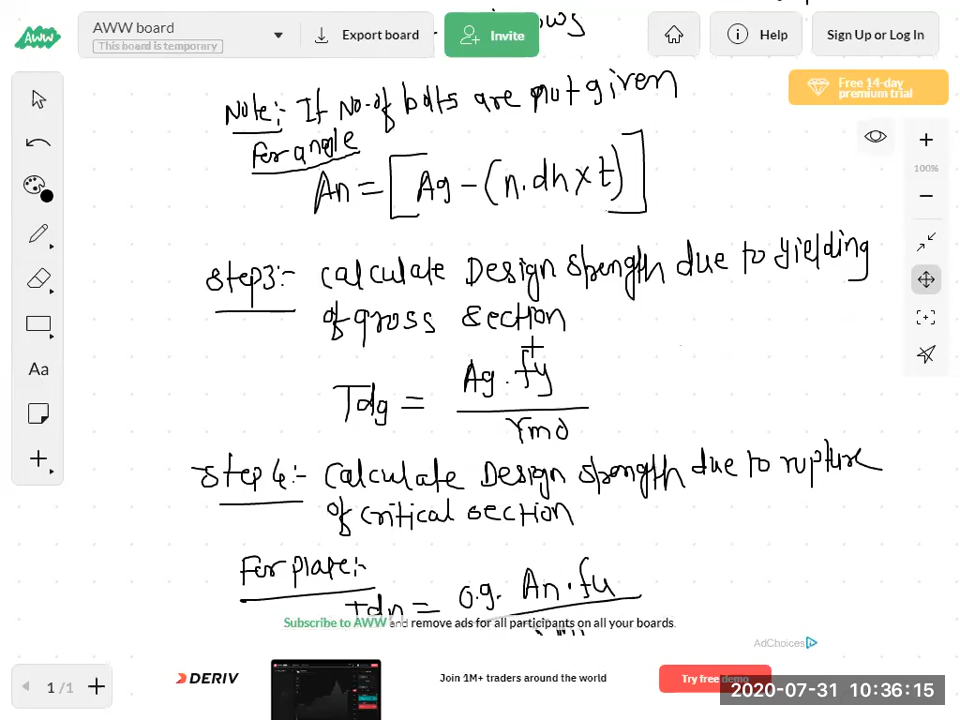 AWW board
This board is temporary
Export board
Invite
Help
Sign Up or Log In
Free 14-day
premium trial
Note:- If No. of bolts are not given
For angle
An = [Ag - (n.dh x t)]
100%
Step3:- Calculate Design strength due to yielding
of gross section
Tdg = Ag . fy
γmo
Step 4:- Calculate Design strength due to rupture
of critical section
For plate:-
Tdn = 0.9. An . fu
Aa
Subscribe to AWW and remove ads for all participants on all your boards.
AdChoices
1 /1
DERIV
Join 1M+ traders around the world
Try free demo
2020-07-31 10:36:15